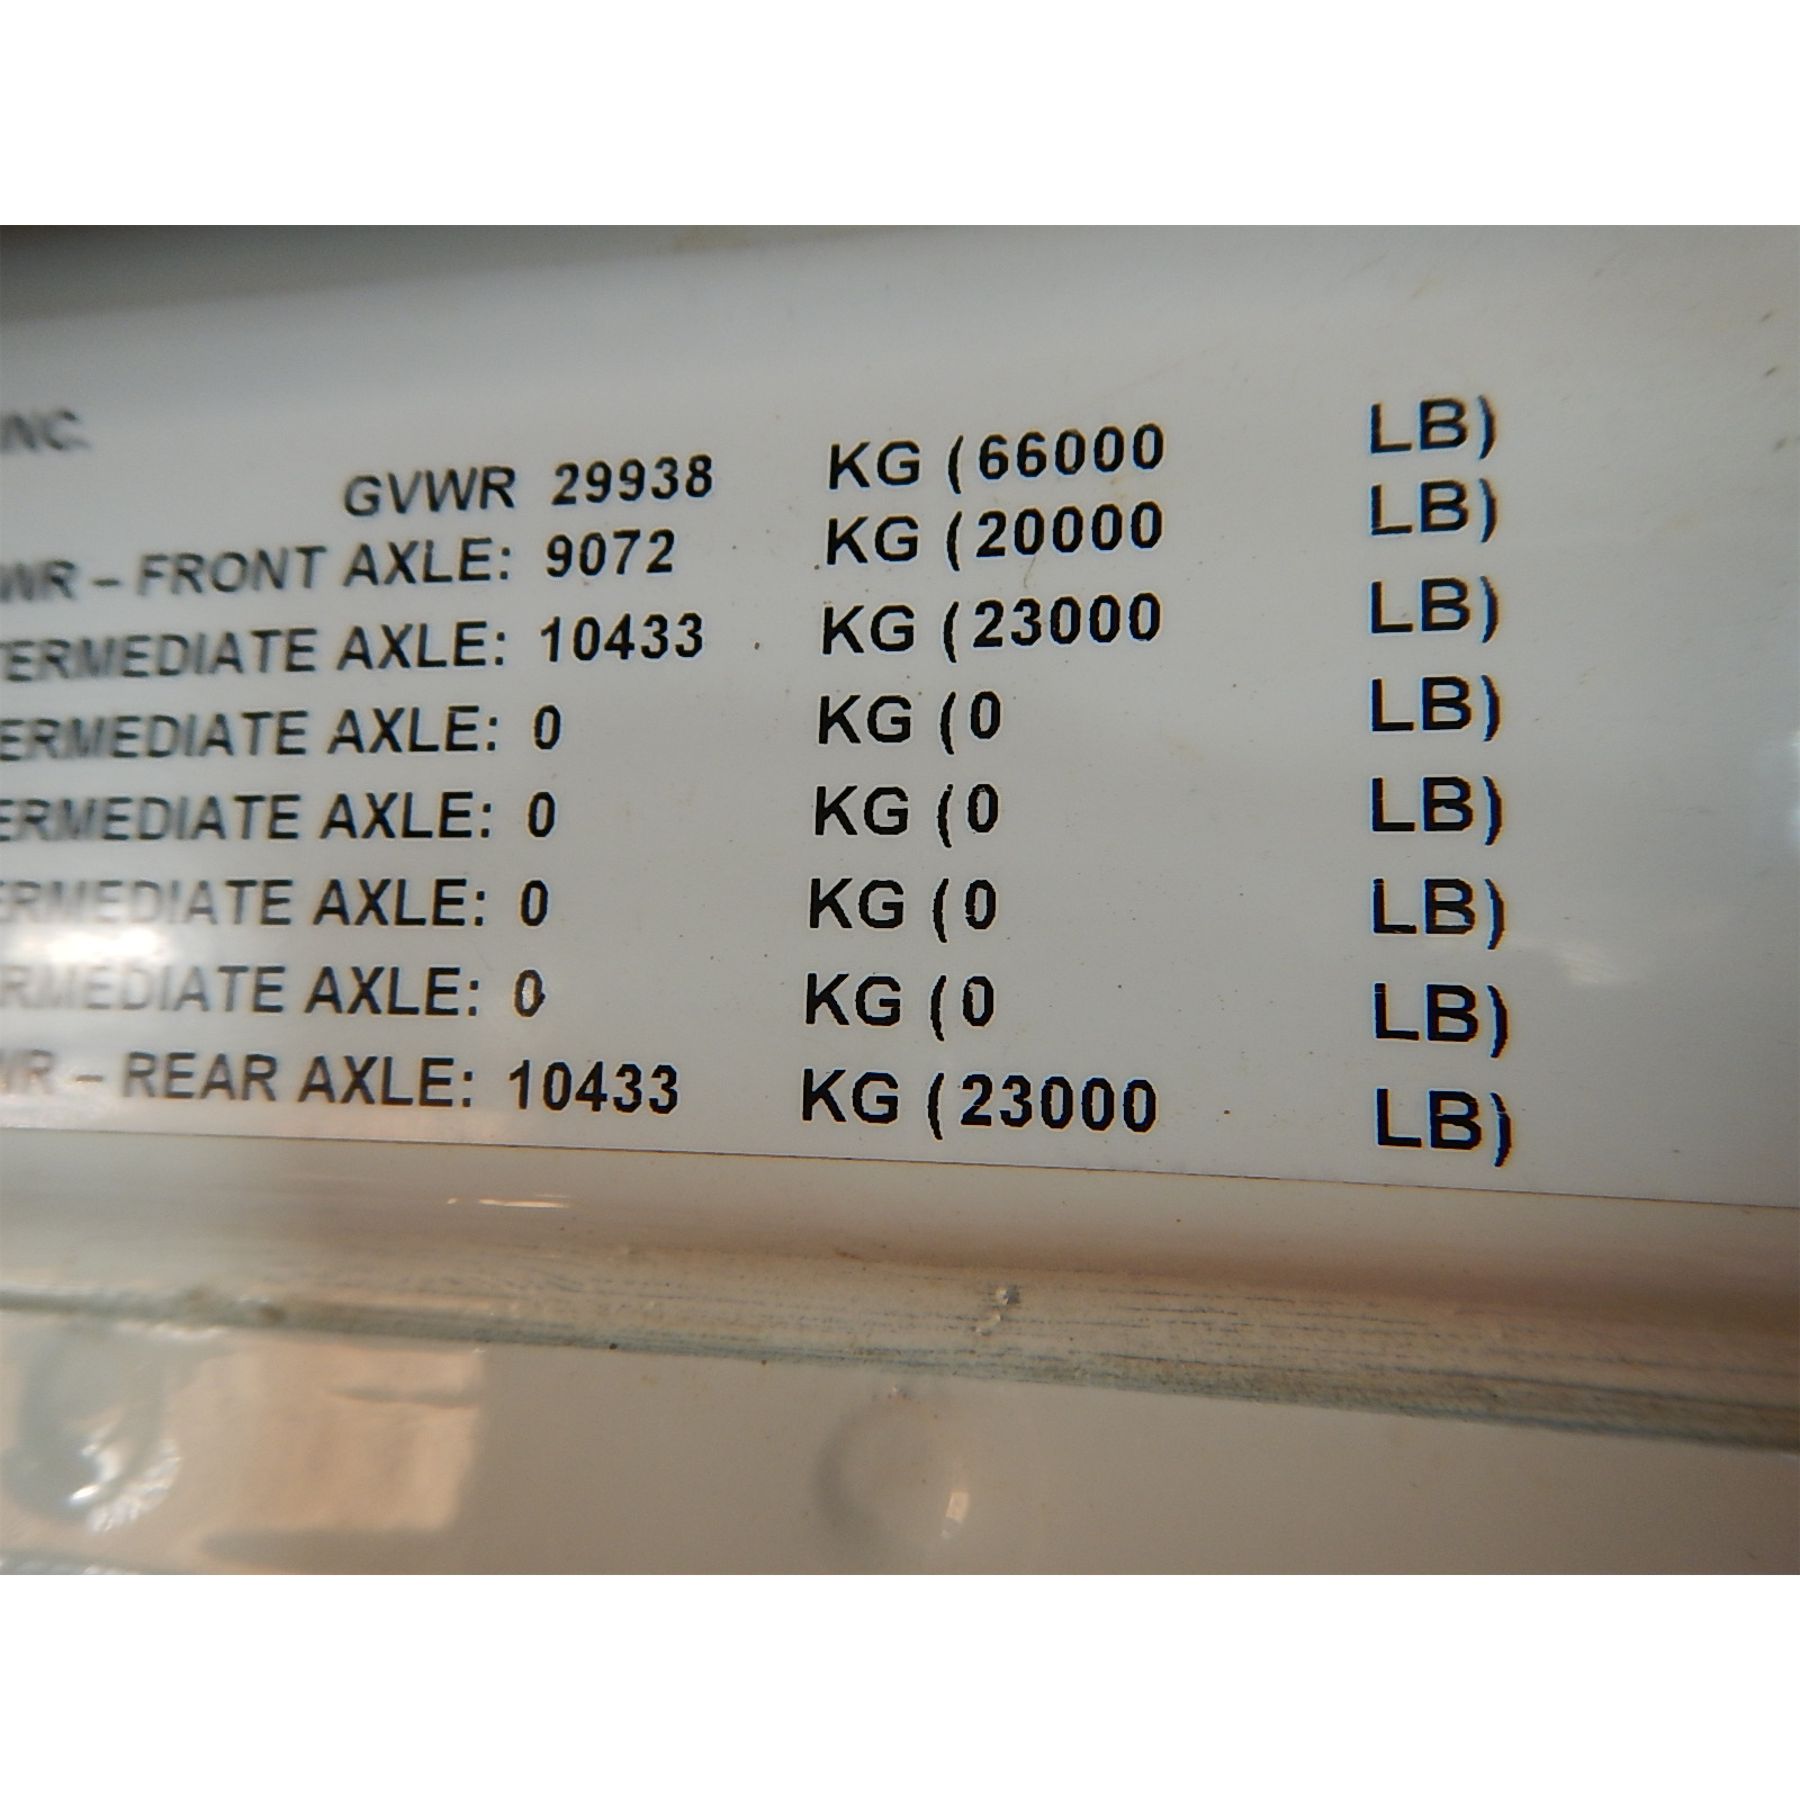 INC.
GVWR 29938 KG (66000 LB)
WR – FRONT AXLE: 9072 KG (20000 LB)
TERMEDIATE AXLE: 10433 KG (23000 LB)
ERMEDIATE AXLE: 0 KG (0 LB)
ERMEDIATE AXLE: 0 KG (0 LB)
ERMEDIATE AXLE: 0 KG (0 LB)
RMEDIATE AXLE: 0 KG (0 LB)
WR – REAR AXLE: 10433 KG (23000 LB)